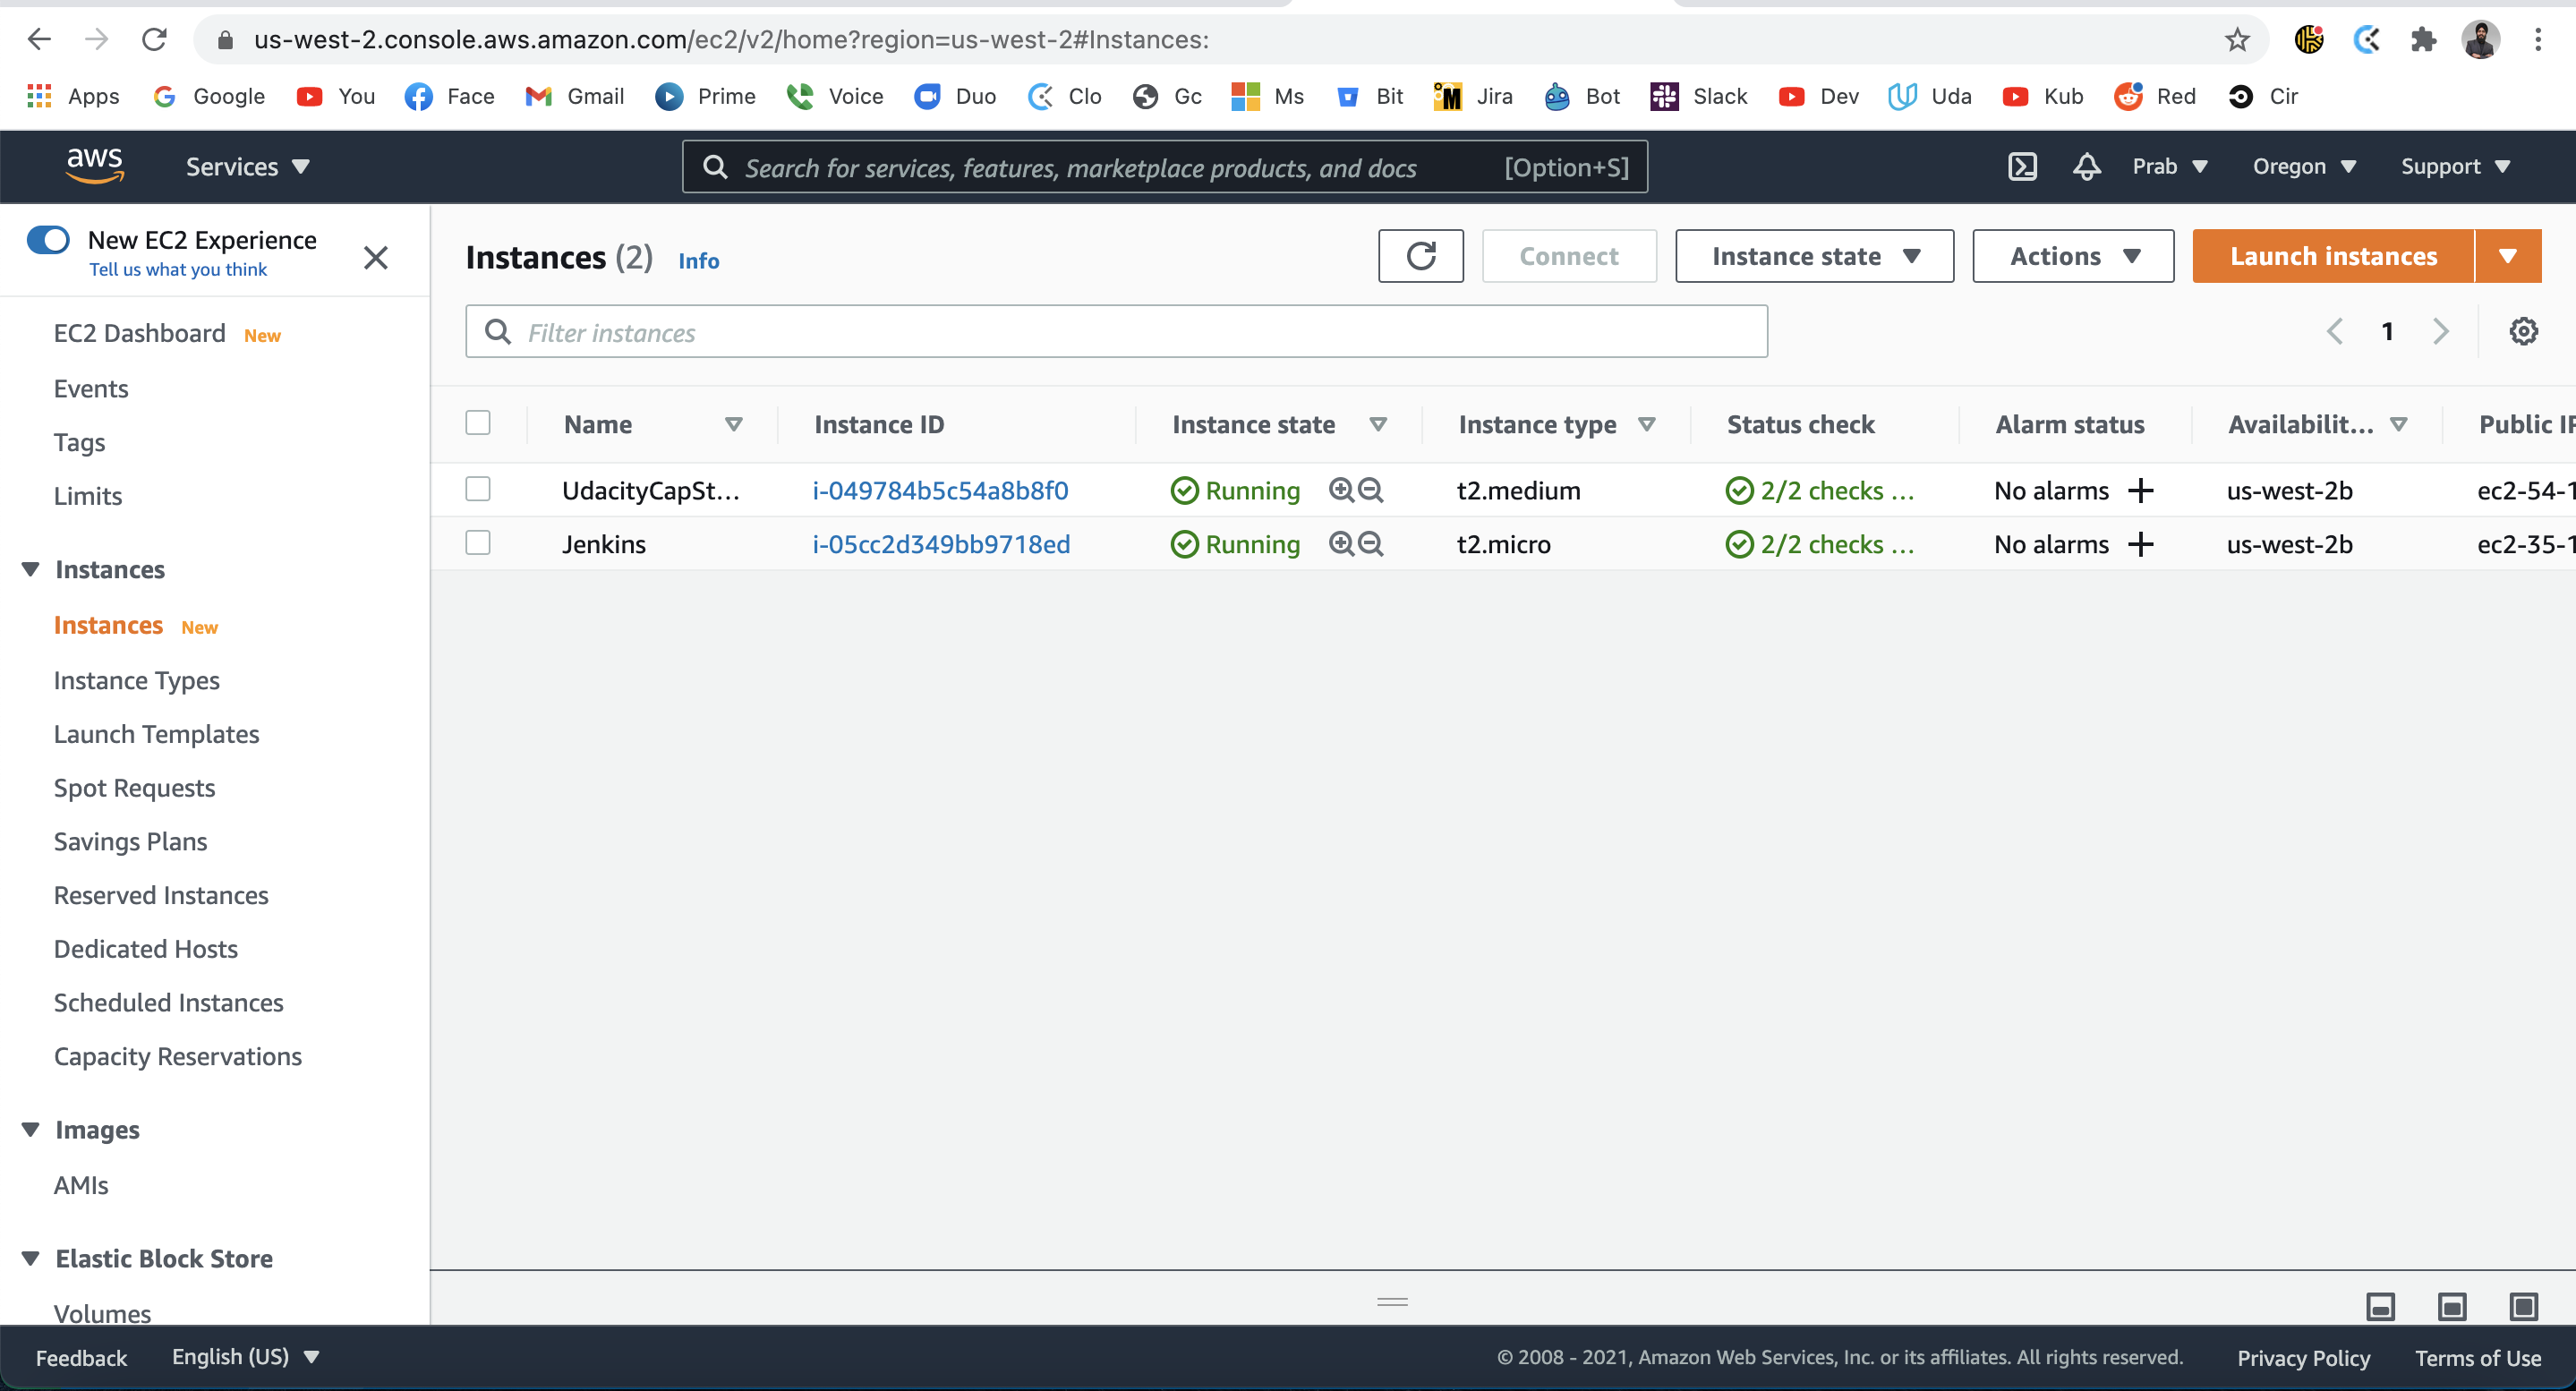 us-west-2.console.aws.amazon.com/ec2/v2/home?region=us-west-2#Instances:
Apps Google You Face Gmail Prime Voice Duo Clo Gc Ms Bit Jira Bot Slack Dev Uda Kub Red Cir
aws Services Search for services, features, marketplace products, and docs [Option+S] Prab Oregon Support
New EC2 Experience
Tell us what you think
EC2 Dashboard New
Events
Tags
Limits
Instances
Instances New
Instance Types
Launch Templates
Spot Requests
Savings Plans
Reserved Instances
Dedicated Hosts
Scheduled Instances
Capacity Reservations
Images
AMIs
Elastic Block Store
Volumes
Instances (2) Info Connect Instance state Actions Launch instances
Filter instances 1
Name Instance ID Instance state Instance type Status check Alarm status Availabilit... Public IP
UdacityCapSt... i-049784b5c54a8b8f0 Running t2.medium 2/2 checks ... No alarms us-west-2b ec2-54-1
Jenkins i-05cc2d349bb9718ed Running t2.micro 2/2 checks ... No alarms us-west-2b ec2-35-1
Feedback English (US) © 2008 - 2021, Amazon Web Services, Inc. or its affiliates. All rights reserved. Privacy Policy Terms of Use